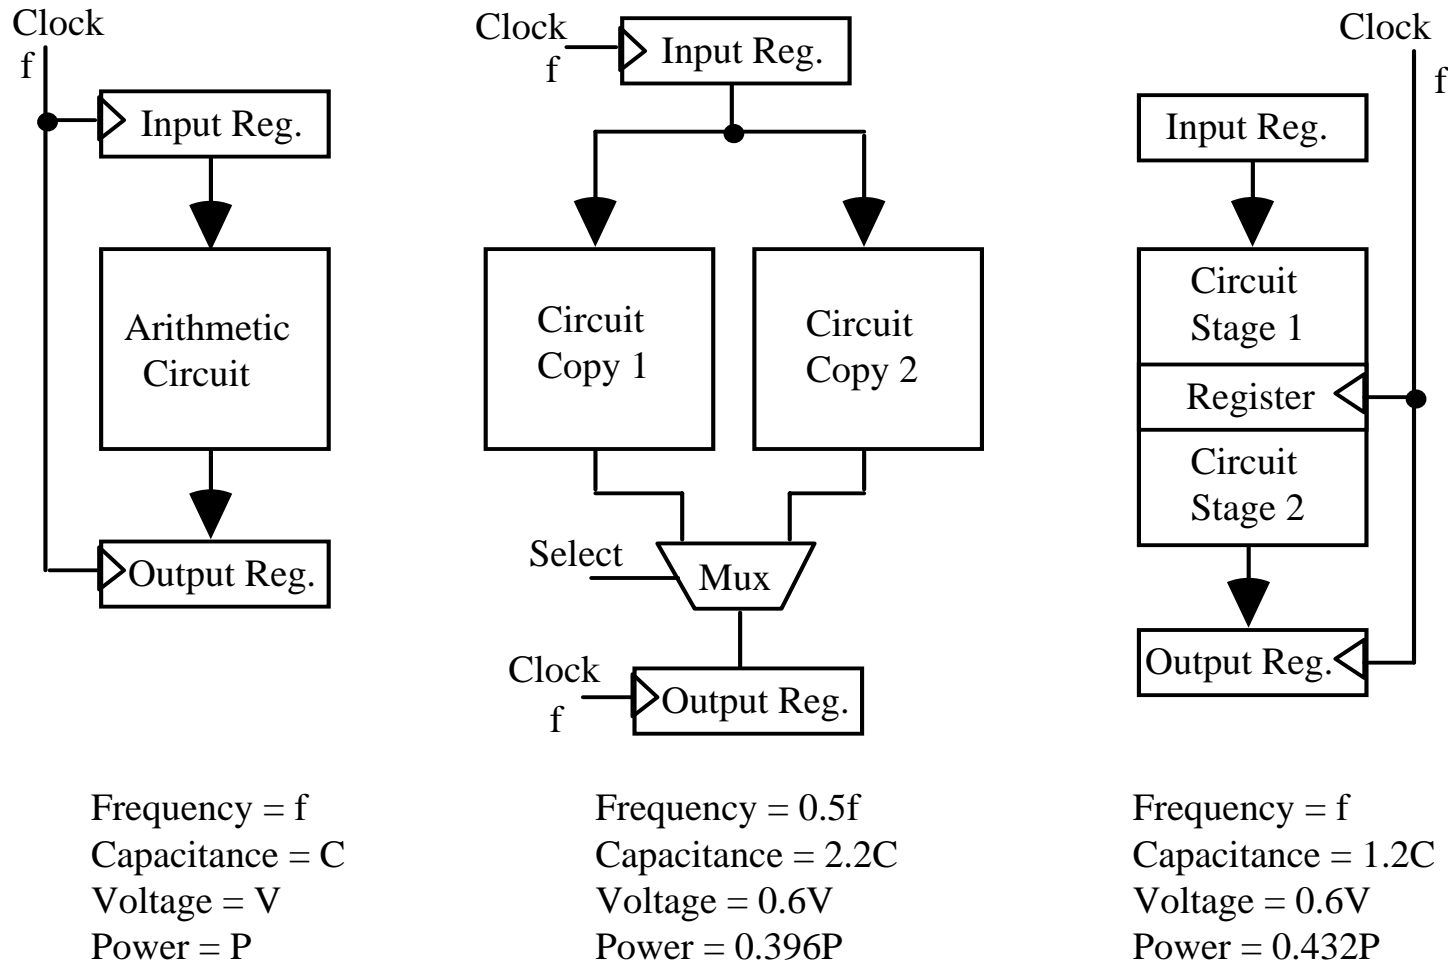 Clock
f
Input Reg.
Arithmetic
Circuit
Output Reg.
Frequency = f
Capacitance = C
Voltage = V
Power = P
Clock
f
Input Reg.
Circuit
Copy 1
Circuit
Copy 2
Select
Mux
Clock
f
Output Reg.
Frequency = 0.5f
Capacitance = 2.2C
Voltage = 0.6V
Power = 0.396P
Clock
f
Input Reg.
Circuit
Stage 1
Register
Circuit
Stage 2
Output Reg.
Frequency = f
Capacitance = 1.2C
Voltage = 0.6V
Power = 0.432P